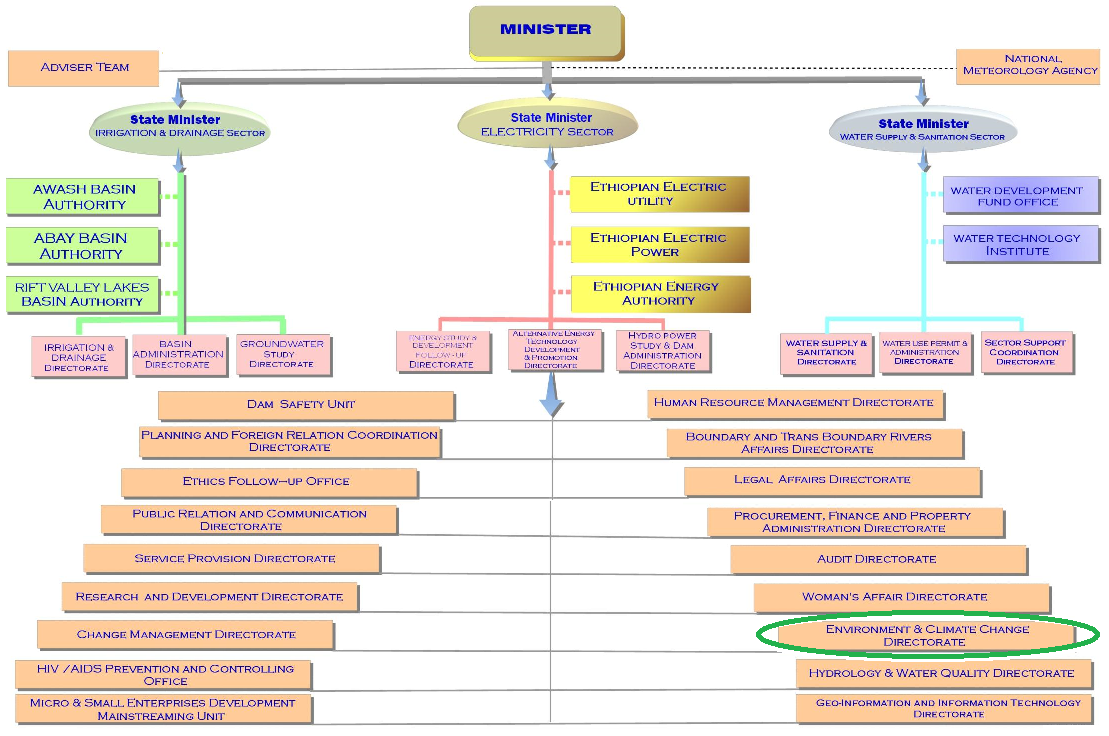 MINISTER
ADVISER TEAM
NATIONAL
METEOROLOGY AGENCY
State Minister
IRRIGATION & DRAINAGE SECTOR
State Minister
ELECTRICITY SECTOR
State Minister
WATER SUPPLY & SANITATION SECTOR
AWASH BASIN
AUTHORITY
ABAY BASIN
AUTHORITY
RIFT VALLEY LAKES
BASIN AUTHORITY
ETHIOPIAN ELECTRIC
UTILITY
ETHIOPIAN ELECTRIC
POWER
ETHIOPIAN ENERGY
AUTHORITY
WATER DEVELOPMENT
FUND OFFICE
WATER TECHNOLOGY
INSTITUTE
IRRIGATION &
DRAINAGE
DIRECTORATE
BASIN
ADMINISTRATION
DIRECTORATE
GROUNDWATER
STUDY
DIRECTORATE
ENERGY STUDY &
DEVELOPMENT
FOLLOW-UP
DIRECTORATE
ALTERNATIVE ENERGY
TECHNOLOGY
DEVELOPMENT
& PROMOTION
DIRECTORATE
HYDRO POWER
STUDY & DAM
ADMINISTRATION
DIRECTORATE
WATER SUPPLY &
SANITATION
DIRECTORATE
WATER USE PERMIT &
ADMINISTRATION
DIRECTORATE
SECTOR SUPPORT
COORDINATION
DIRECTORATE
DAM SAFETY UNIT
HUMAN RESOURCE MANAGEMENT DIRECTORATE
PLANNING AND FOREIGN RELATION COORDINATION
DIRECTORATE
BOUNDARY AND TRANS BOUNDARY RIVERS
AFFAIRS DIRECTORATE
ETHICS FOLLOW–UP OFFICE
LEGAL AFFAIRS DIRECTORATE
PUBLIC RELATION AND COMMUNICATION
DIRECTORATE
PROCUREMENT, FINANCE AND PROPERTY
ADMINISTRATION DIRECTORATE
SERVICE PROVISION DIRECTORATE
AUDIT DIRECTORATE
RESEARCH AND DEVELOPMENT DIRECTORATE
WOMAN'S AFFAIR DIRECTORATE
CHANGE MANAGEMENT DIRECTORATE
ENVIRONMENT & CLIMATE CHANGE
DIRECTORATE
HIV /AIDS PREVENTION AND CONTROLLING
OFFICE
HYDROLOGY & WATER QUALITY DIRECTORATE
MICRO & SMALL ENTERPRISES DEVELOPMENT
MAINSTREAMING UNIT
GEO-INFORMATION AND INFORMATION TECHNOLOGY
DIRECTORATE